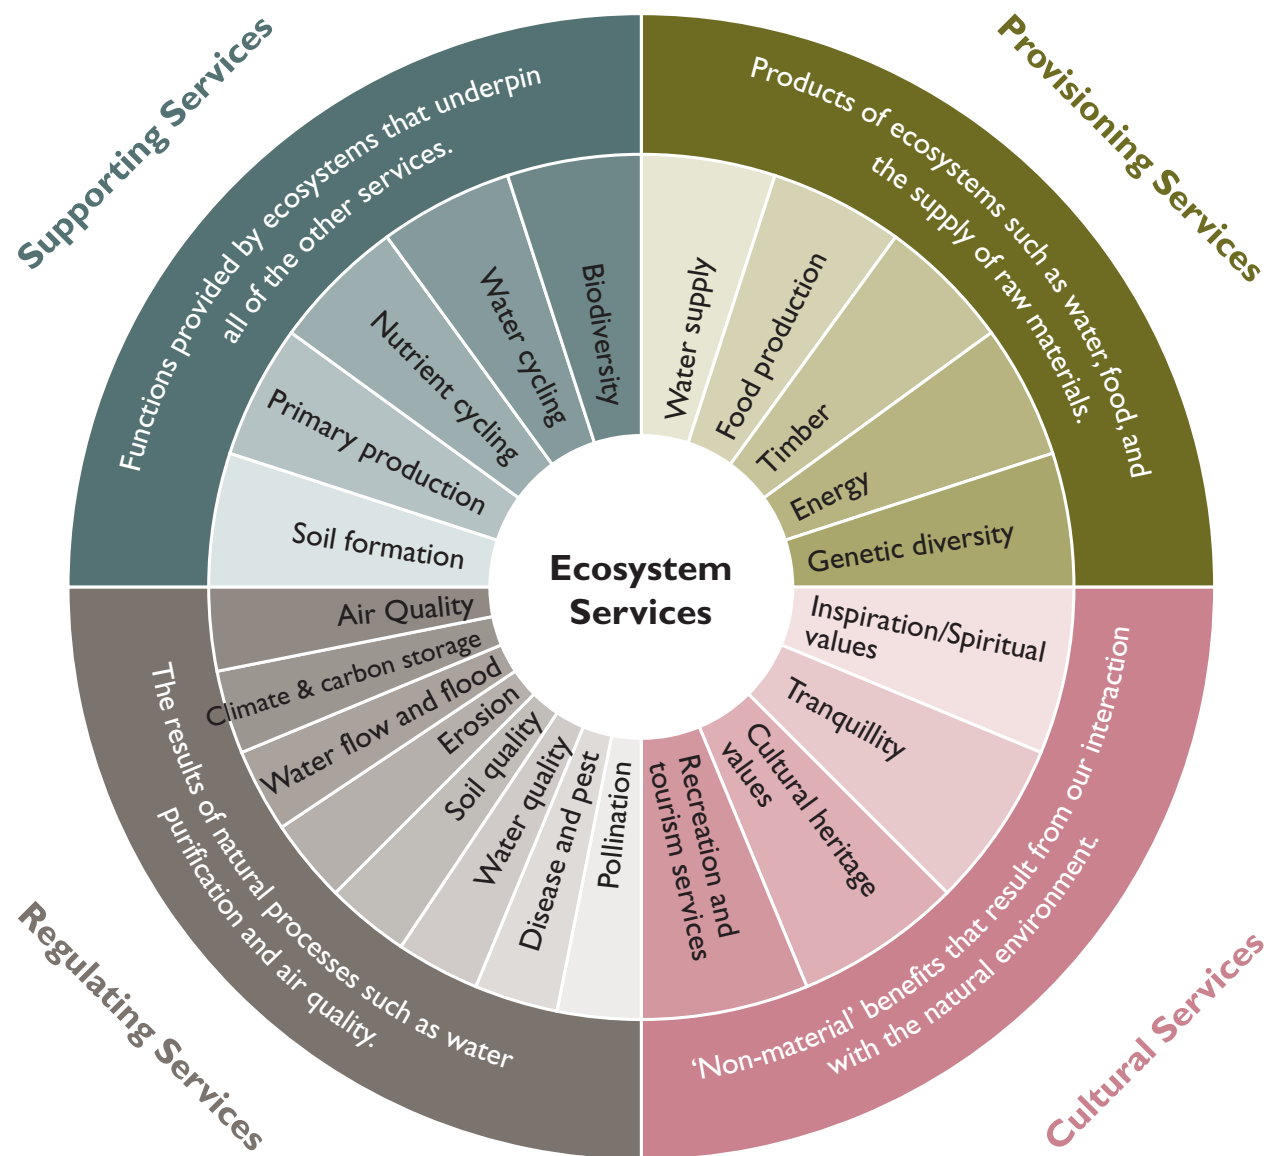 Supporting Services
Functions provided by ecosystems that underpin
all of the other services.
Soil formation
Primary production
Nutrient cycling
Water cycling
Biodiversity
Provisioning Services
Products of ecosystems such as water, food, and
the supply of raw materials.
Water supply
Food production
Timber
Energy
Genetic diversity
Ecosystem
Services
Regulating Services
The results of natural processes such as water
purification and air quality.
Air Quality
Climate & carbon storage
Water flow and flood
Erosion
Soil quality
Water quality
Disease and pest
Pollination
Cultural Services
‘Non-material’ benefits that result from our interaction
with the natural environment.
Inspiration/Spiritual
values
Tranquillity
Cultural heritage
values
Recreation and
tourism services